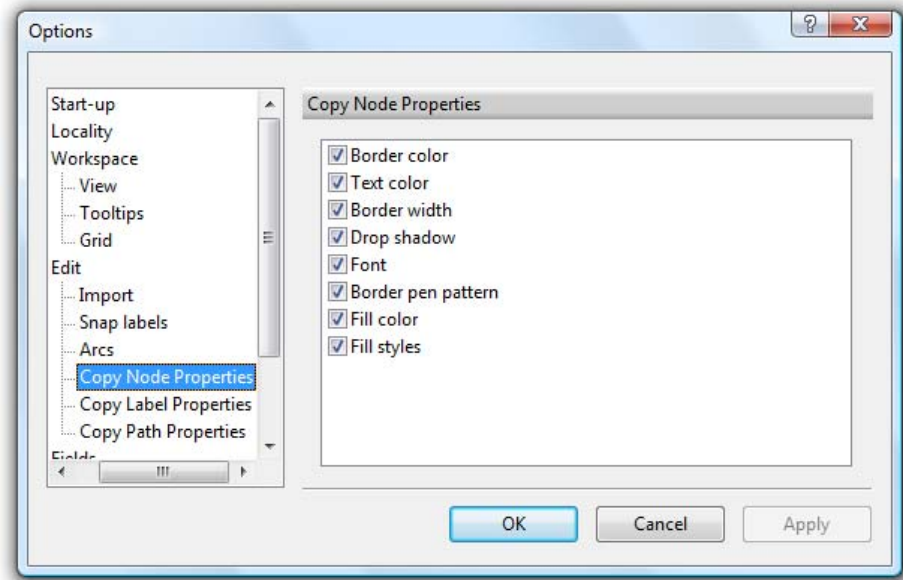 Options
Start-up
Locality
Workspace
View
Tooltips
Grid
Edit
Import
Snap labels
Arcs
Copy Node Properties
Copy Label Properties
Copy Path Properties
Fields
Copy Node Properties
Border color
Text color
Border width
Drop shadow
Font
Border pen pattern
Fill color
Fill styles
OK
Cancel
Apply